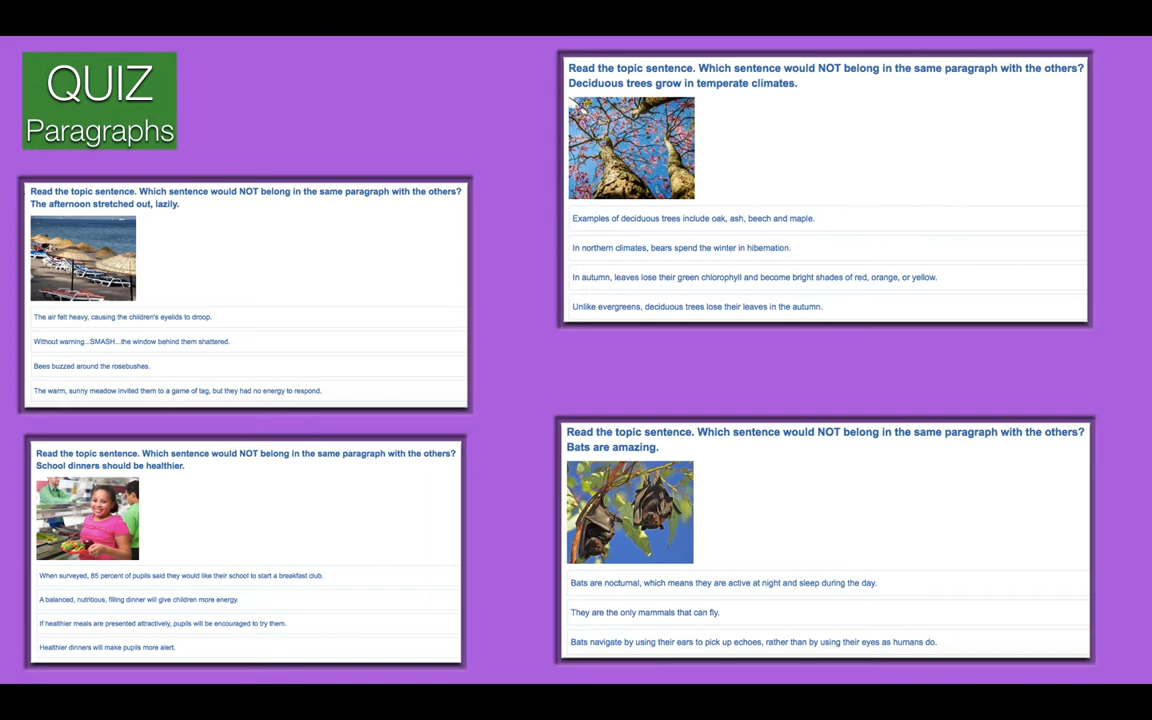 QUIZ
Paragraphs
Read the topic sentence. Which sentence would NOT belong in the same paragraph with the others?
The afternoon stretched out, lazily.
The air felt heavy, causing the children's eyelids to droop.
Without warning...SMASH...the window behind them shattered.
Bees buzzed around the rosebushes.
The warm, sunny meadow invited them to a game of tag, but they had no energy to respond.
Read the topic sentence. Which sentence would NOT belong in the same paragraph with the others?
School dinners should be healthier.
When surveyed, 85 percent of pupils said they would like their school to start a breakfast club.
A balanced, nutritious, filling dinner will give children more energy.
If healthier meals are presented attractively, pupils will be encouraged to try them.
Healthier dinners will make pupils more alert.
Read the topic sentence. Which sentence would NOT belong in the same paragraph with the others?
Deciduous trees grow in temperate climates.
Examples of deciduous trees include oak, ash, beech and maple.
In northern climates, bears spend the winter in hibernation.
In autumn, leaves lose their green chlorophyll and become bright shades of red, orange, or yellow.
Unlike evergreens, deciduous trees lose their leaves in the autumn.
Read the topic sentence. Which sentence would NOT belong in the same paragraph with the others?
Bats are amazing.
Bats are nocturnal, which means they are active at night and sleep during the day.
They are the only mammals that can fly.
Bats navigate by using their ears to pick up echoes, rather than by using their eyes as humans do.